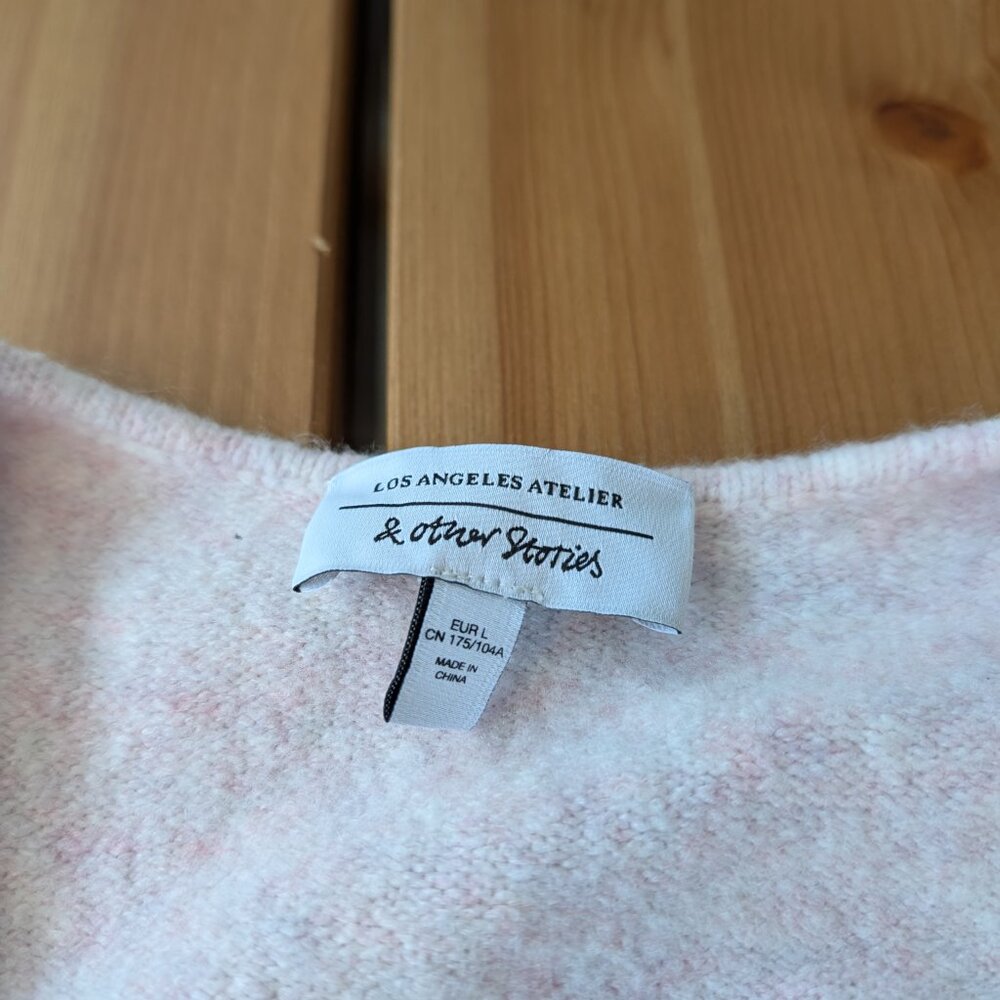 LOS ANGELES ATELIER
& other Stories
EUR L
CN 175/104A
MADE IN
CHINA